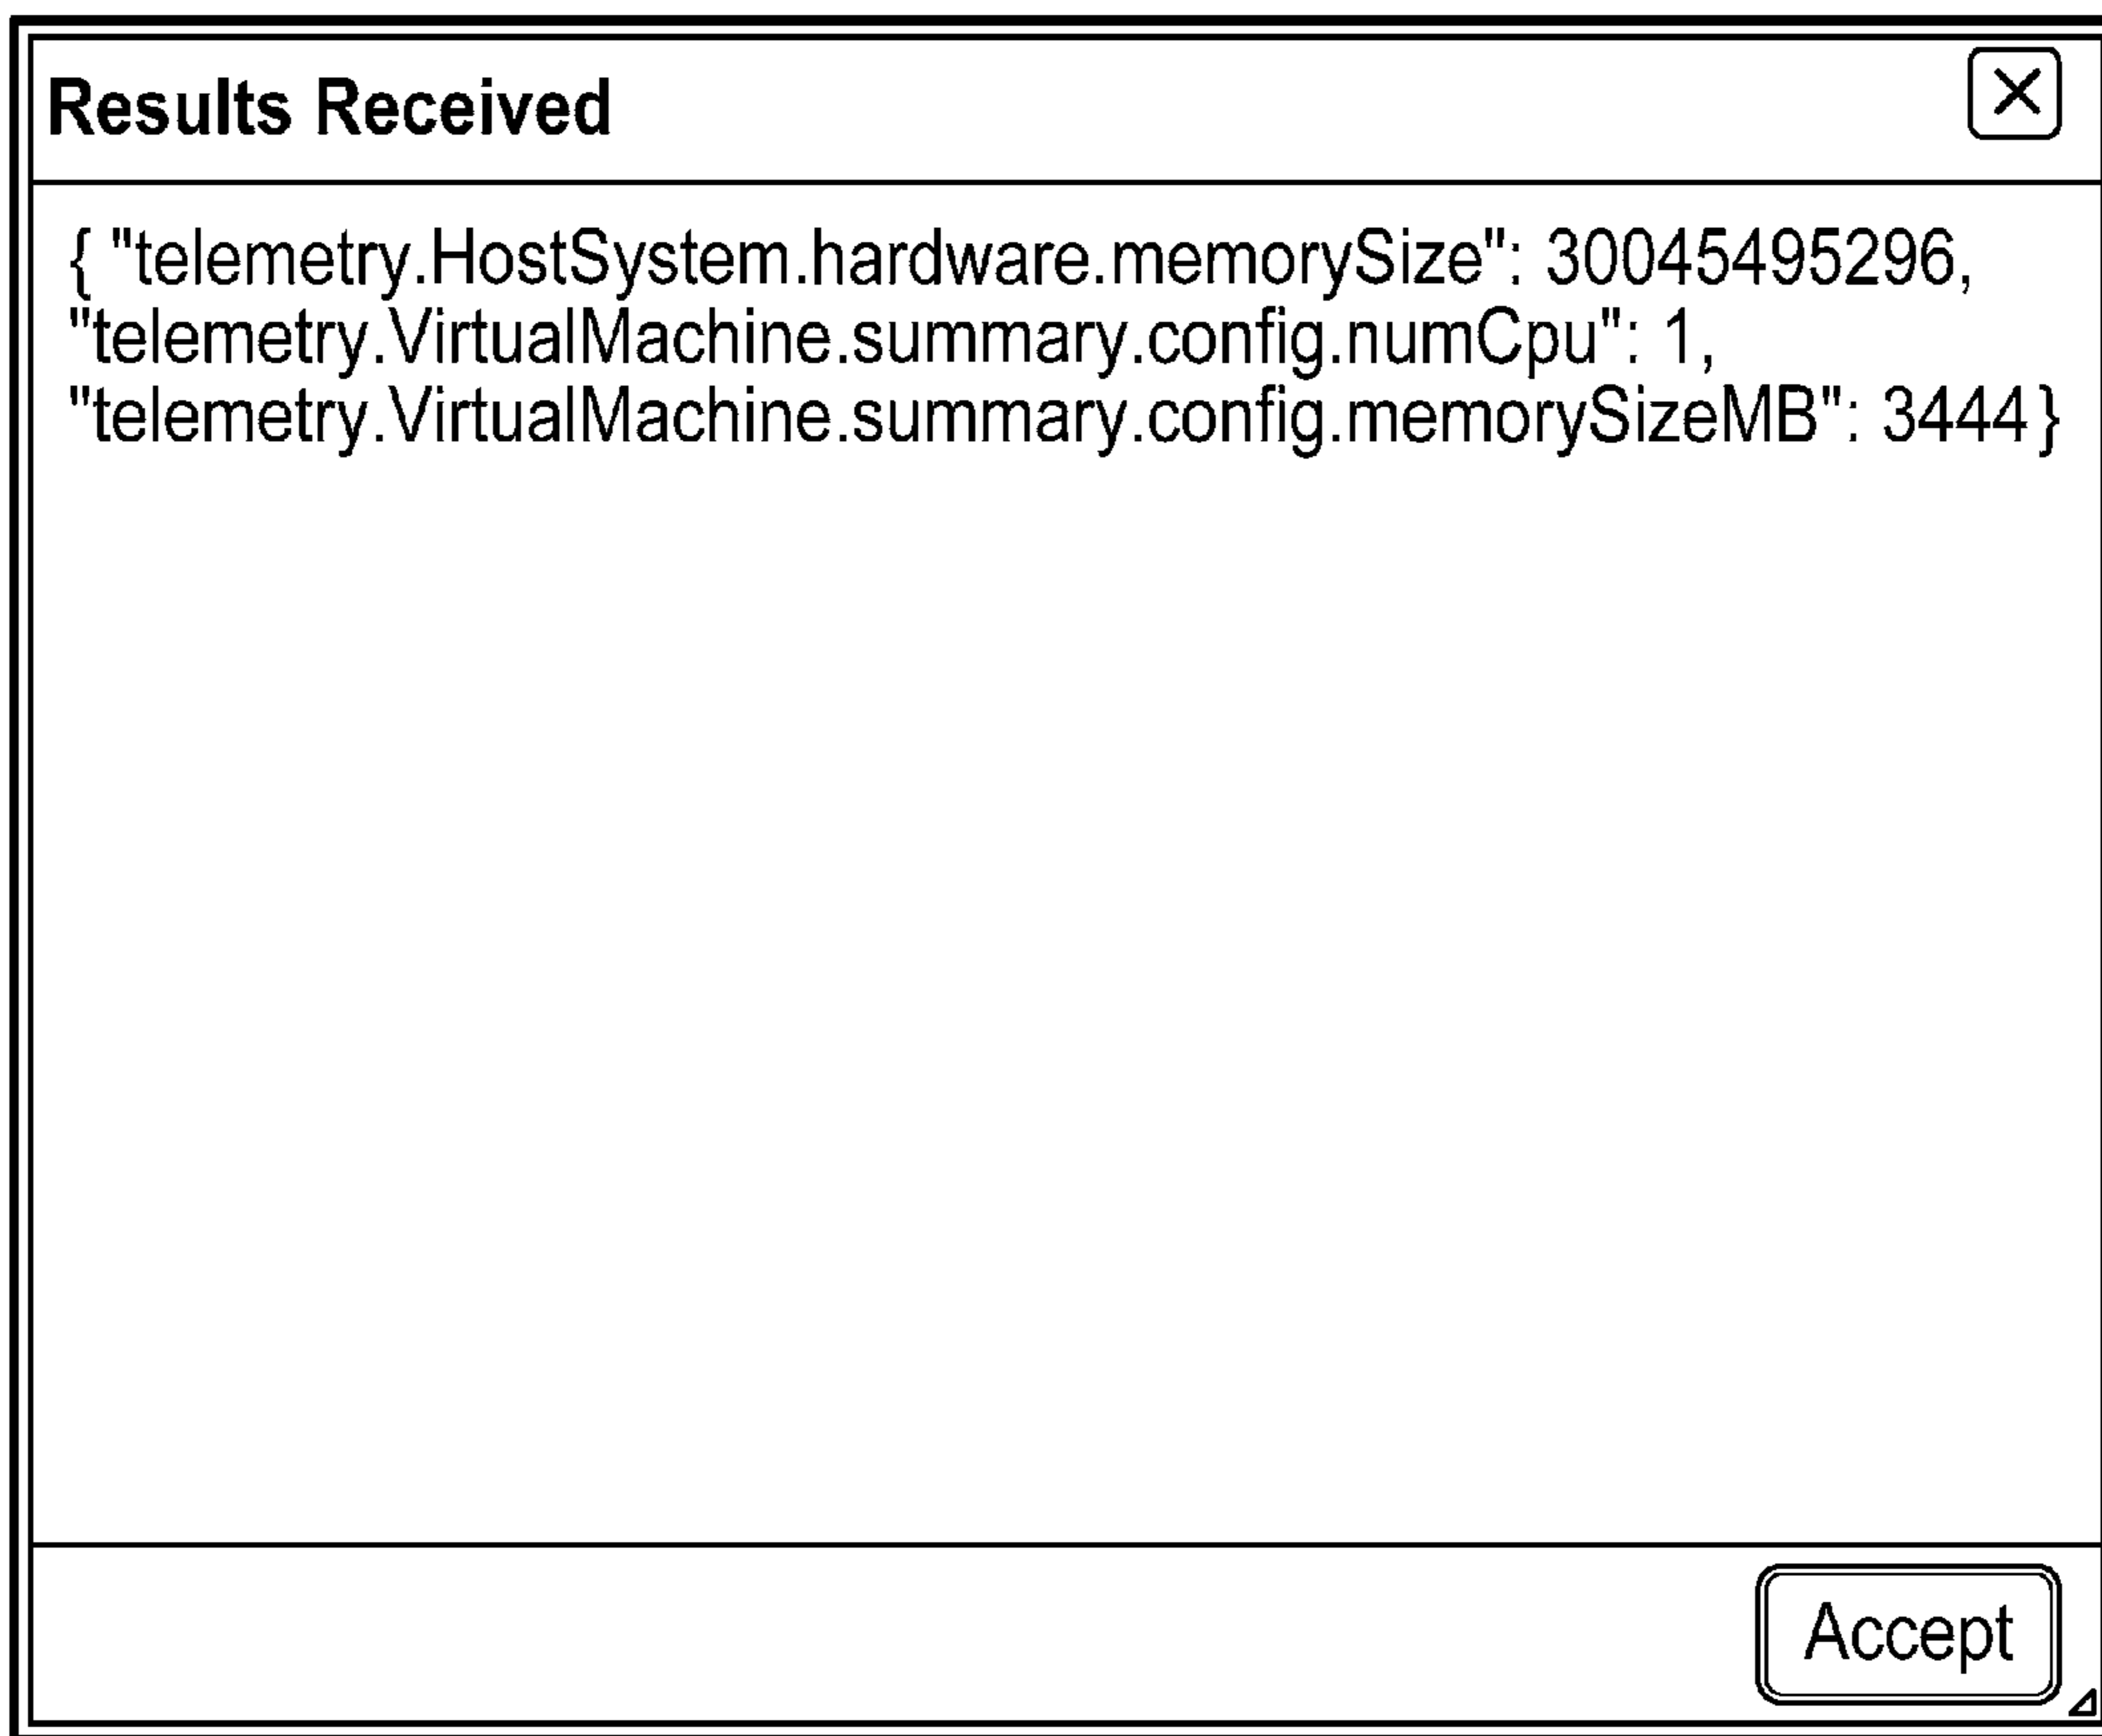 Results Received
{ "telemetry.HostSystem.hardware.memorySize": 30045495296,
"telemetry.VirtualMachine.summary.config.numCpu": 1,
"telemetry.VirtualMachine.summary.config.memorySizeMB": 3444}
Accept